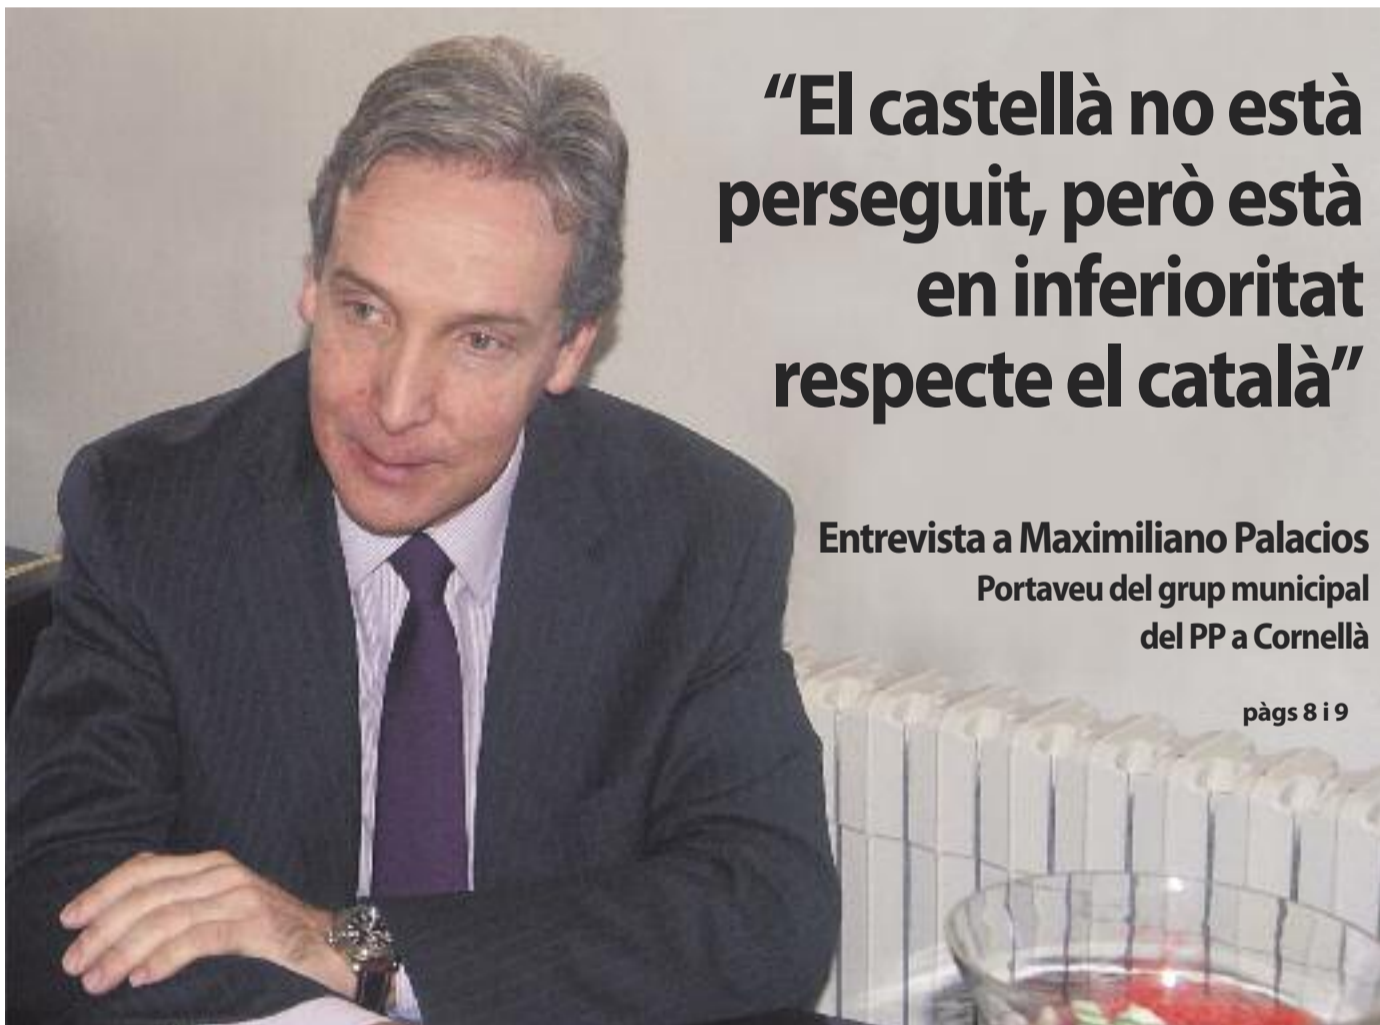 “El castellà no està
perseguit, però està
en inferioritat
respecte el català”
Entrevista a Maximiliano Palacios
Portaveu del grup municipal
del PP a Cornellà
pàgs 8 i 9